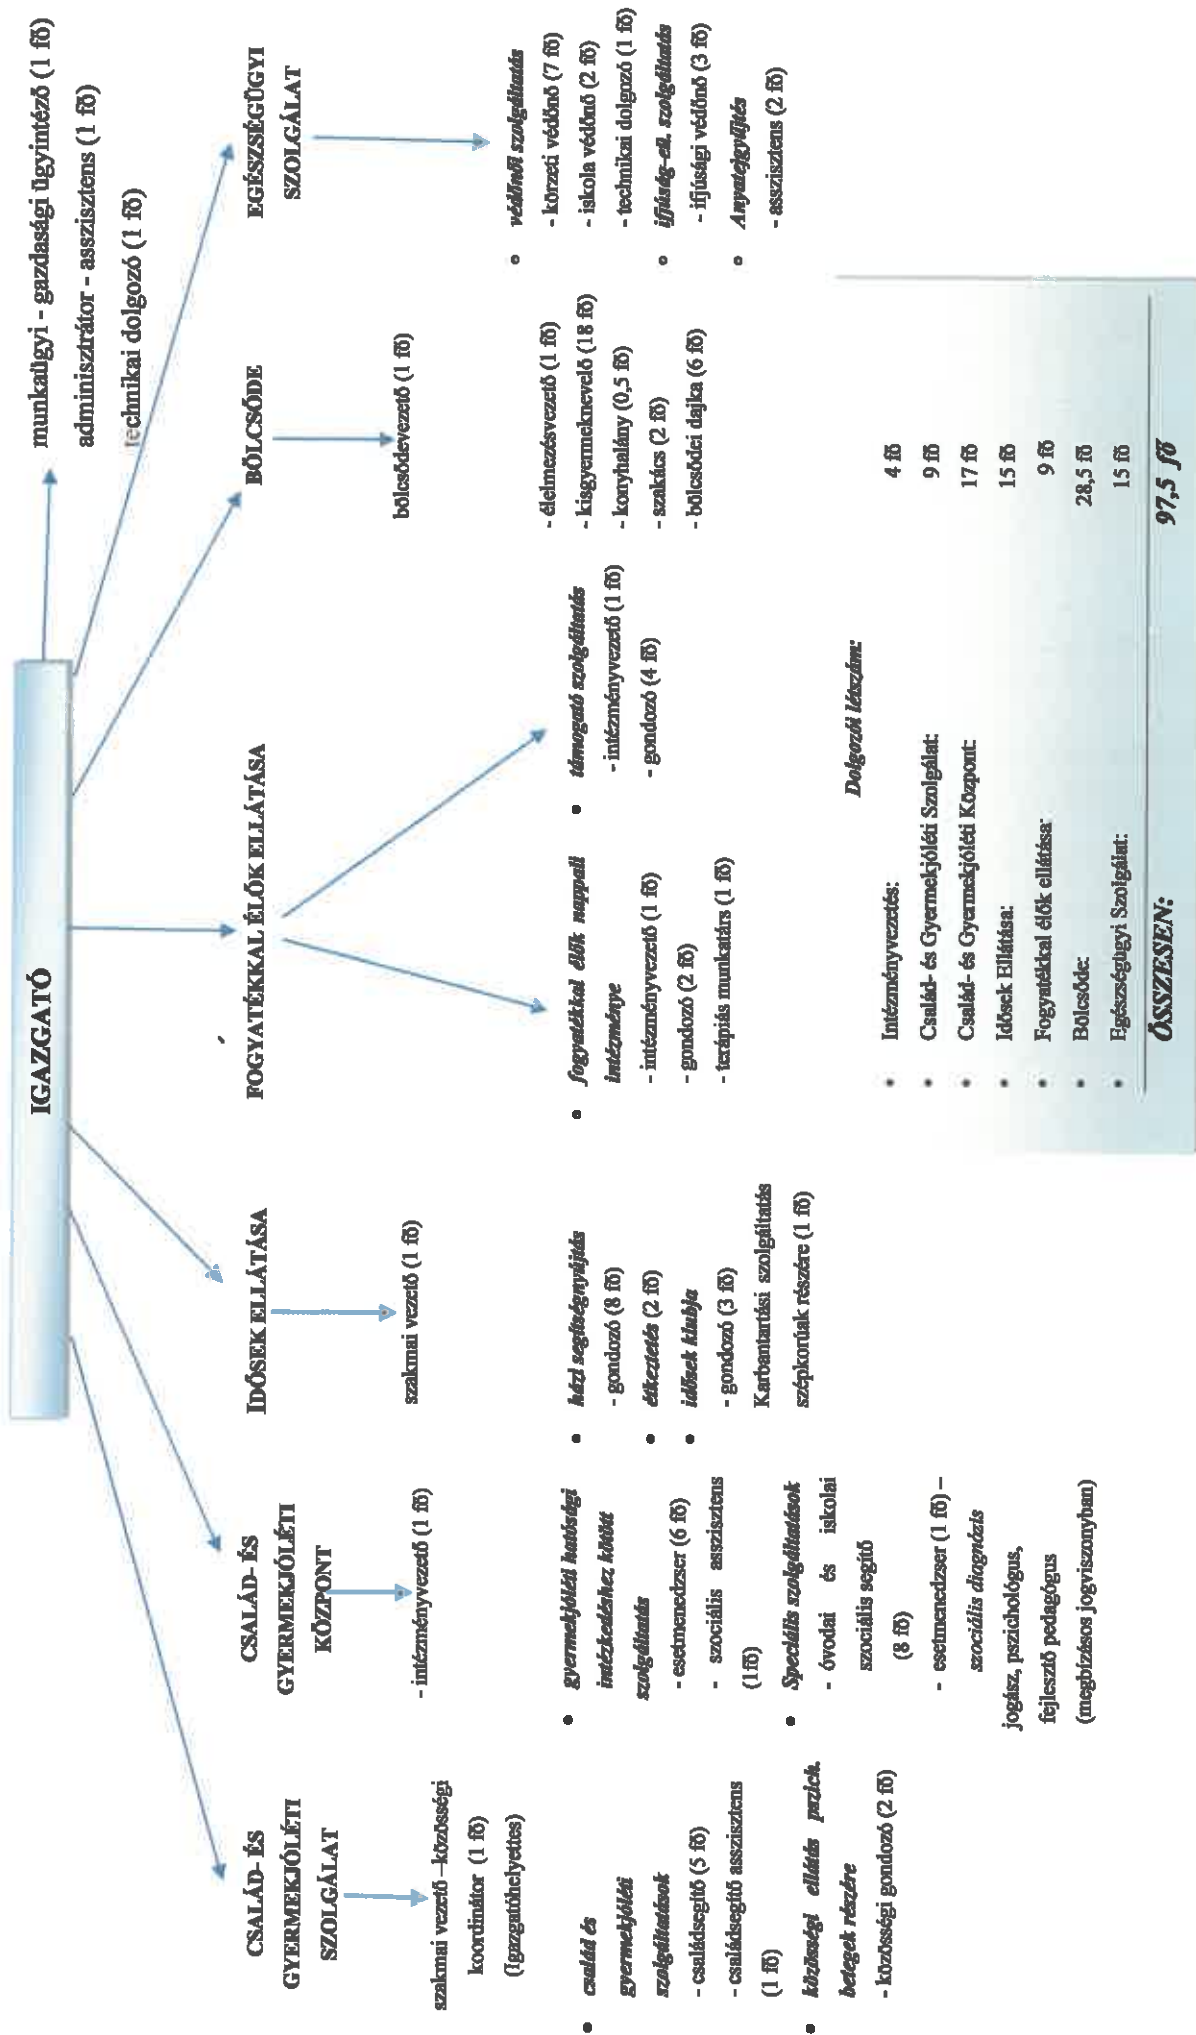 IGAZGATÓ
munkaügyi - gazdasági ügyintéző (1 fő)
adminisztrátor - asszisztens (1 fő)
technikai dolgozó (1 fő)
CSALÁD- ÉS
GYERMEKJÓLÉTI
SZOLGÁLAT
szakmai vezető –közösségi
koordinátor (1 fő)
(Igazgatóhelyettes)
• család és
gyermekjóléti
szolgáltatások
- családsegítő (5 fő)
- családsegítő asszisztens
(1 fő)
• közösségi ellátás pszich.
betegek részére
- közösségi gondozó (2 fő)
CSALÁD- ÉS
GYERMEKJÓLÉTI
KÖZPONT
- intézményvezető (1 fő)
• gyermekjóléti hatósági
intézkedéshez kötött
szolgáltatás
- esetmenedzser (6 fő)
- szociális asszisztens
(1fő)
• Speciális szolgáltatások
- óvodai és iskolai
szociális segítő
(8 fő)
- esetmenedzser (1 fő) –
szociális diagnózis
jogász, pszichológus,
fejlesztő pedagógus
(megbízásos jogviszonyban)
IDŐSEK ELLÁTÁSA
szakmai vezető (1 fő)
• házi segítségnyújtás
- gondozó (8 fő)
• étkeztetés (2 fő)
• idősek klubja
- gondozó (3 fő)
Karbantartási szolgáltatás
szépkorúak részére (1 fő)
FOGYATÉKKAL ÉLŐK ELLÁTÁSA
• fogyatékkal élők nappali
intézménye
- intézményvezető (1 fő)
- gondozó (2 fő)
- terápiás munkatárs (1 fő)
• támogató szolgáltatás
- intézményvezető (1 fő)
- gondozó (4 fő)
BÖLCSŐDE
bölcsődevezető (1 fő)
- élelmezésvezető (1 fő)
- kisgyermeknevelő (18 fő)
- konyhalány (0,5 fő)
- szakács (2 fő)
- bölcsődei dajka (6 fő)
EGÉSZSÉGÜGYI
SZOLGÁLAT
• védőnői szolgáltatás
- körzeti védőnő (7 fő)
- iskola védőnő (2 fő)
- technikai dolgozó (1 fő)
• ifjúság-eü. szolgáltatás
- ifjúsági védőnő (3 fő)
• Anyatejgyűjtés
- asszisztens (2 fő)
Dolgozói létszám:
• Intézményvezetés: 4 fő
• Család- és Gyermekjóléti Szolgálat: 9 fő
• Család- és Gyermekjóléti Központ: 17 fő
• Idősek Ellátása: 15 fő
• Fogyatékkal élők ellátása: 9 fő
• Bölcsőde: 28,5 fő
• Egészségügyi Szolgálat: 15 fő
ÖSSZESEN: 97,5 fő